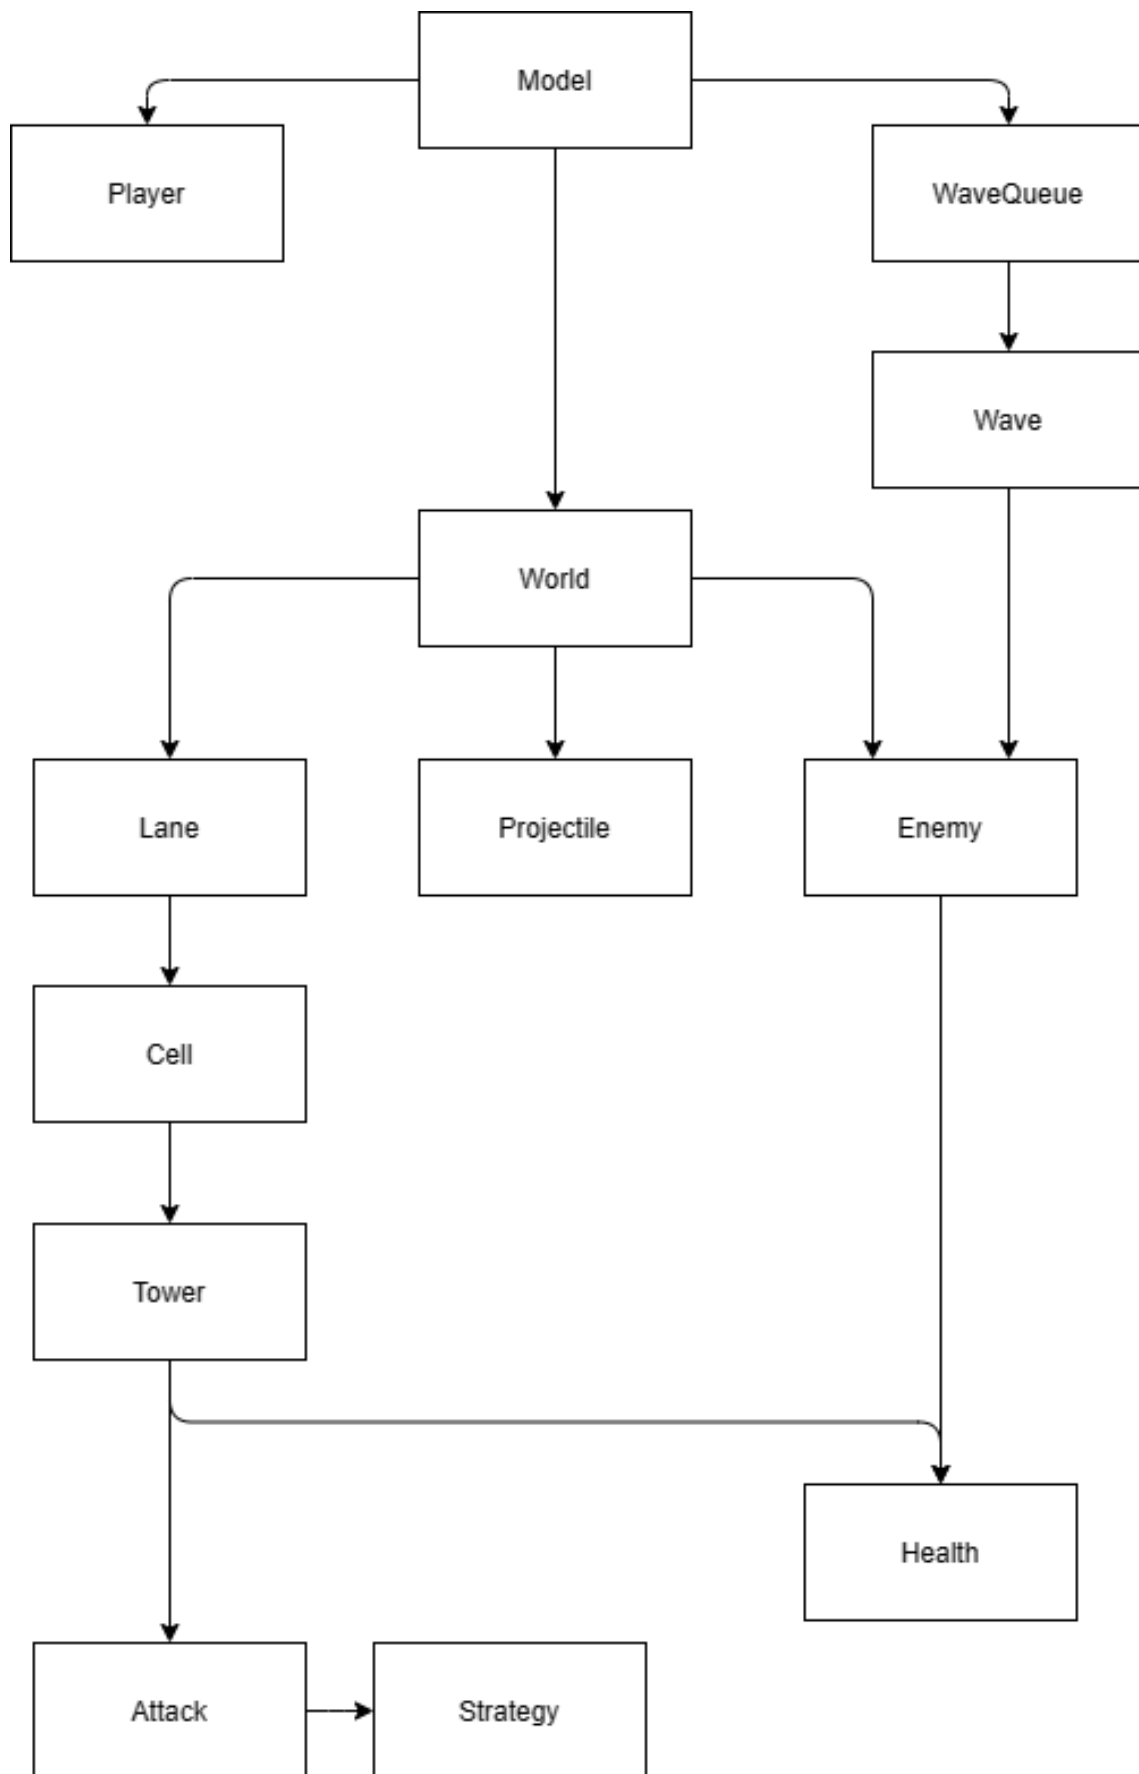 Model
Player
WaveQueue
Wave
World
Lane
Projectile
Enemy
Cell
Tower
Health
Attack
Strategy